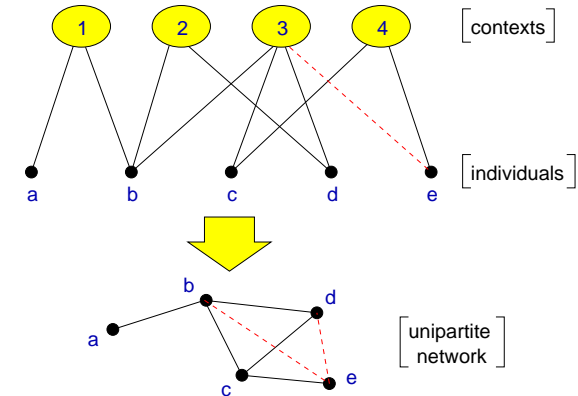 1 2 3 4 contexts
a b c d e individuals
b d
a
unipartite
network
c e